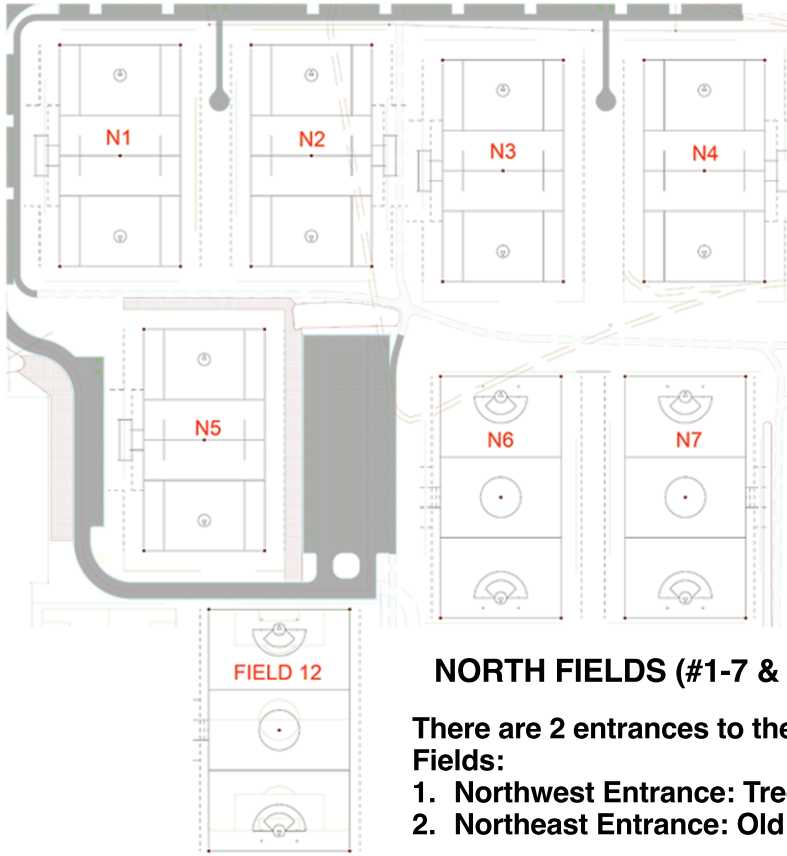 N1
N2
N3
N4
N5
N6
N7
FIELD 12
NORTH FIELDS (#1-7 &
There are 2 entrances to the
Fields:
1. Northwest Entrance: Tre
2. Northeast Entrance: Old